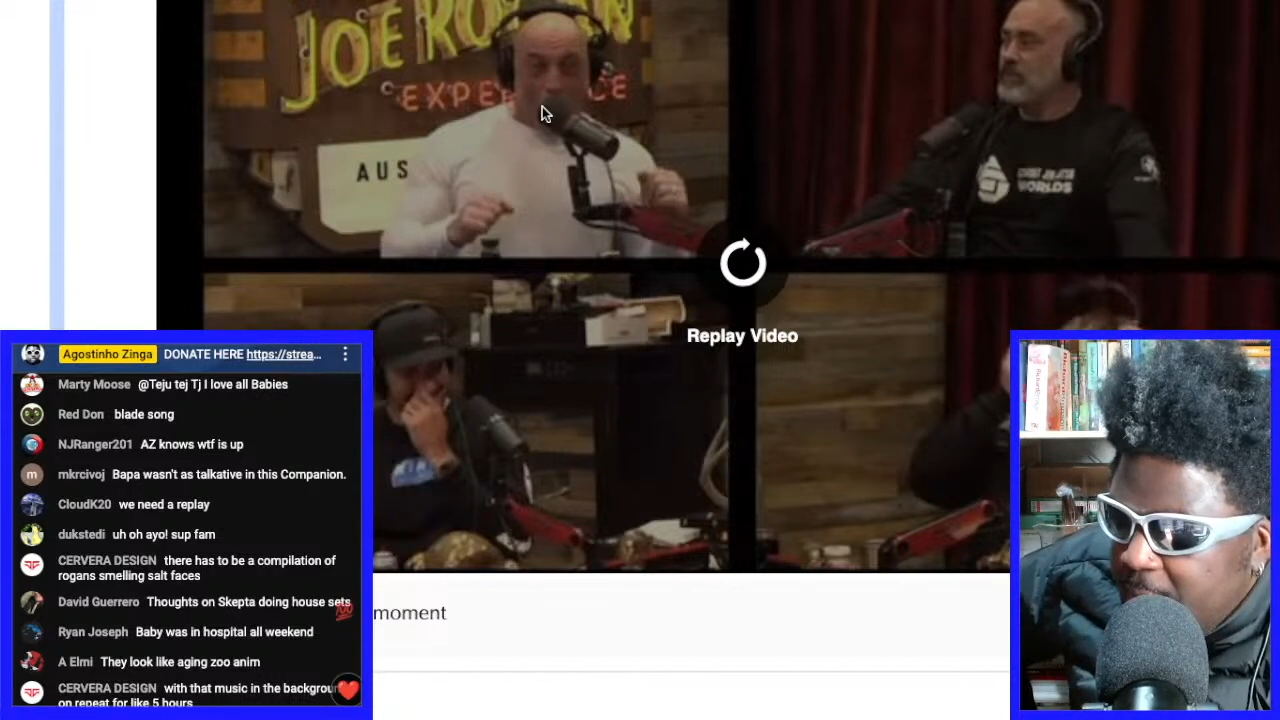 JOE ROGAN
EXPERIENCE
AUS
WORLDS
Replay Video
moment
Agostinho Zinga DONATE HERE https://strea...
Marty Moose @Teju tej Tj I love all Babies
Red Don blade song
NJRanger201 AZ knows wtf is up
m mkrcivoj Bapa wasn't as talkative in this Companion.
CloudK20 we need a replay
dukstedi uh oh ayo! sup fam
CERVERA DESIGN there has to be a compilation of
rogans smelling salt faces
David Guerrero Thoughts on Skepta doing house sets
Ryan Joseph Baby was in hospital all weekend
A Elmi They look like aging zoo anim
CERVERA DESIGN with that music in the backgroun
on repeat for like 5 hours